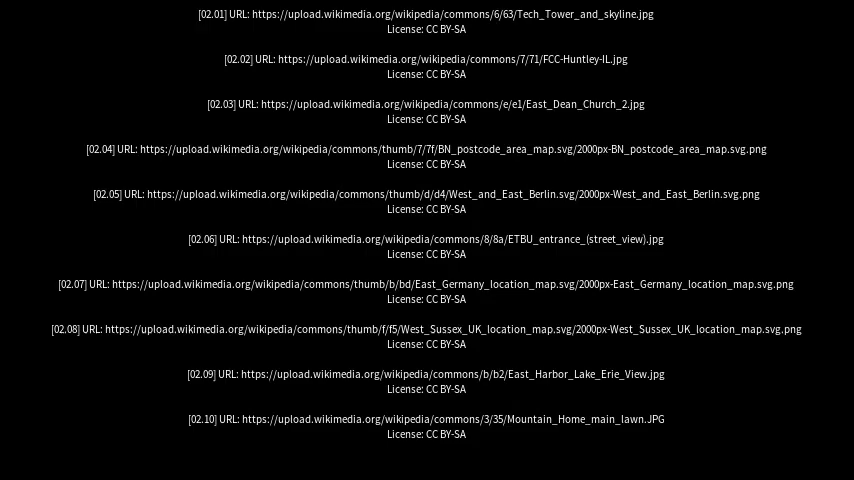 [02.01] URL: https://upload.wikimedia.org/wikipedia/commons/6/63/Tech_Tower_and_skyline.jpg
License: CC BY-SA
[02.02] URL: https://upload.wikimedia.org/wikipedia/commons/7/71/FCC-Huntley-IL.jpg
License: CC BY-SA
[02.03] URL: https://upload.wikimedia.org/wikipedia/commons/e/e1/East_Dean_Church_2.jpg
License: CC BY-SA
[02.04] URL: https://upload.wikimedia.org/wikipedia/commons/thumb/7/7f/BN_postcode_area_map.svg/2000px-BN_postcode_area_map.svg.png
License: CC BY-SA
[02.05] URL: https://upload.wikimedia.org/wikipedia/commons/thumb/d/d4/West_and_East_Berlin.svg/2000px-West_and_East_Berlin.svg.png
License: CC BY-SA
[02.06] URL: https://upload.wikimedia.org/wikipedia/commons/8/8a/ETBU_entrance_(street_view).jpg
License: CC BY-SA
[02.07] URL: https://upload.wikimedia.org/wikipedia/commons/thumb/b/bd/East_Germany_location_map.svg/2000px-East_Germany_location_map.svg.png
License: CC BY-SA
[02.08] URL: https://upload.wikimedia.org/wikipedia/commons/thumb/f/f5/West_Sussex_UK_location_map.svg/2000px-West_Sussex_UK_location_map.svg.png
License: CC BY-SA
[02.09] URL: https://upload.wikimedia.org/wikipedia/commons/b/b2/East_Harbor_Lake_Erie_View.jpg
License: CC BY-SA
[02.10] URL: https://upload.wikimedia.org/wikipedia/commons/3/35/Mountain_Home_main_lawn.JPG
License: CC BY-SA